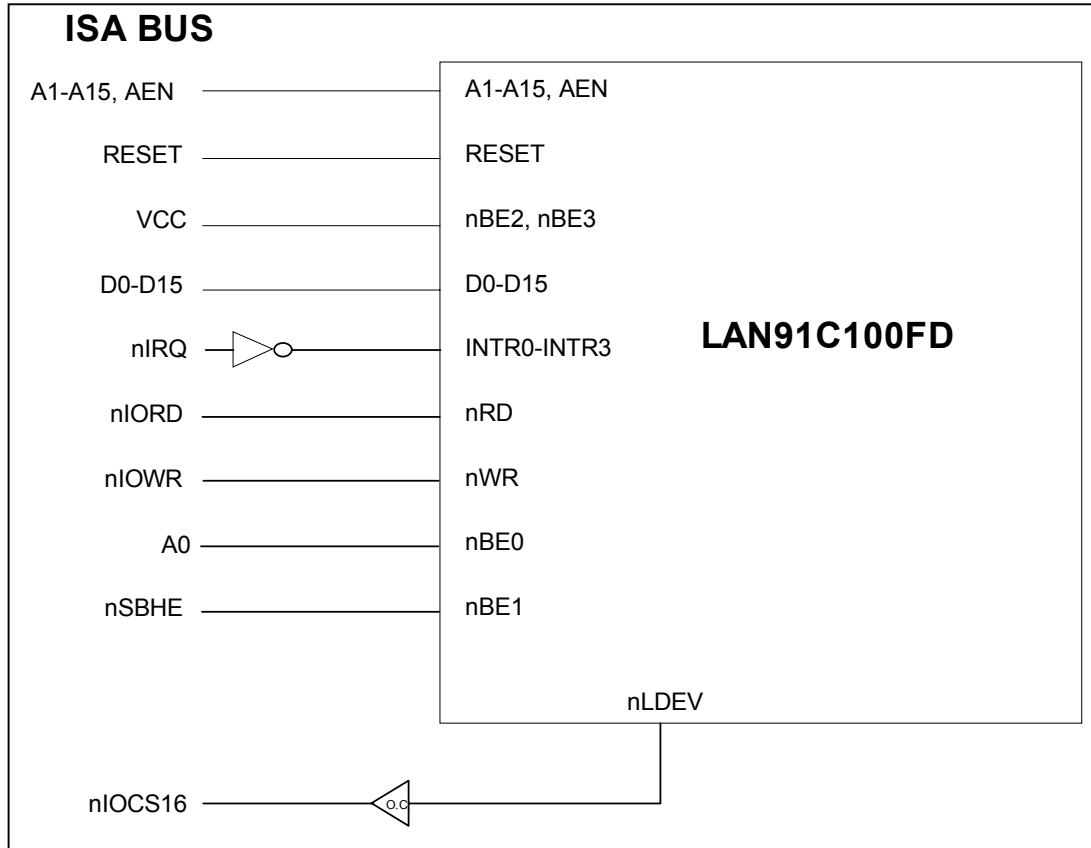 ISA BUS
A1-A15, AEN A1-A15, AEN
RESET RESET
VCC nBE2, nBE3
D0-D15 D0-D15
nIRQ INTR0-INTR3
LAN91C100FD
nIORD nRD
nIOWR nWR
A0 nBE0
nSBHE nBE1
nLDEV
nIOCS16 O.C